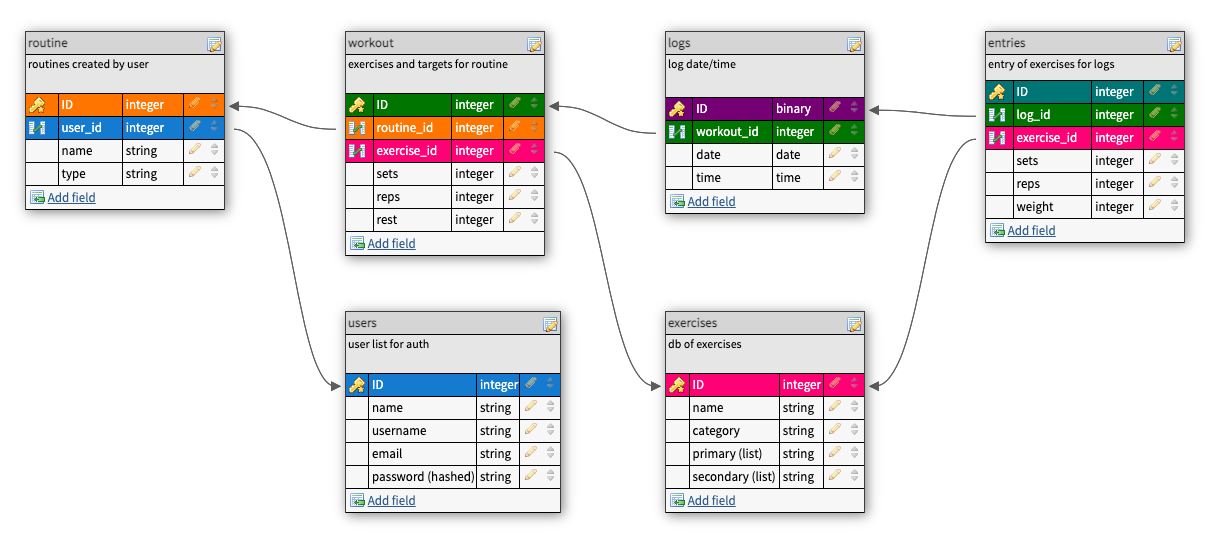 routine
routines created by user
ID integer
user_id integer
name string
type string
Add field
workout
exercises and targets for routine
ID integer
routine_id integer
exercise_id integer
sets integer
reps integer
rest integer
Add field
logs
log date/time
ID binary
workout_id integer
date date
time time
Add field
entries
entry of exercises for logs
ID integer
log_id integer
exercise_id integer
sets integer
reps integer
weight integer
Add field
users
user list for auth
ID integer
name string
username string
email string
password (hashed) string
Add field
exercises
db of exercises
ID integer
name string
category string
primary (list) string
secondary (list) string
Add field